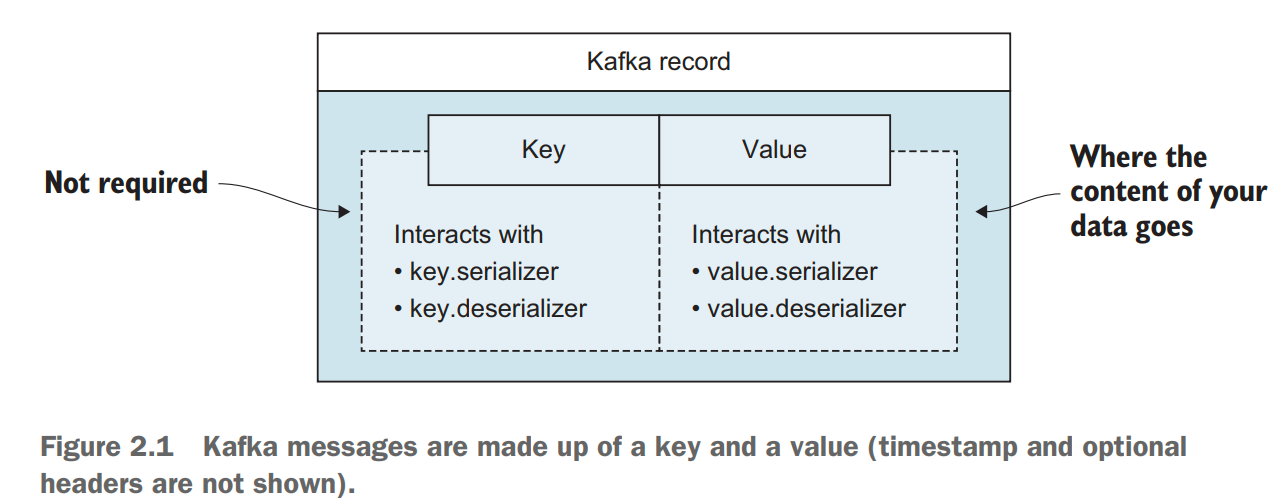 Kafka record
Key
Value
Not required
Where the
content of your
data goes
Interacts with
• key.serializer
• key.deserializer
Interacts with
• value.serializer
• value.deserializer
Figure 2.1 Kafka messages are made up of a key and a value (timestamp and optional
headers are not shown).